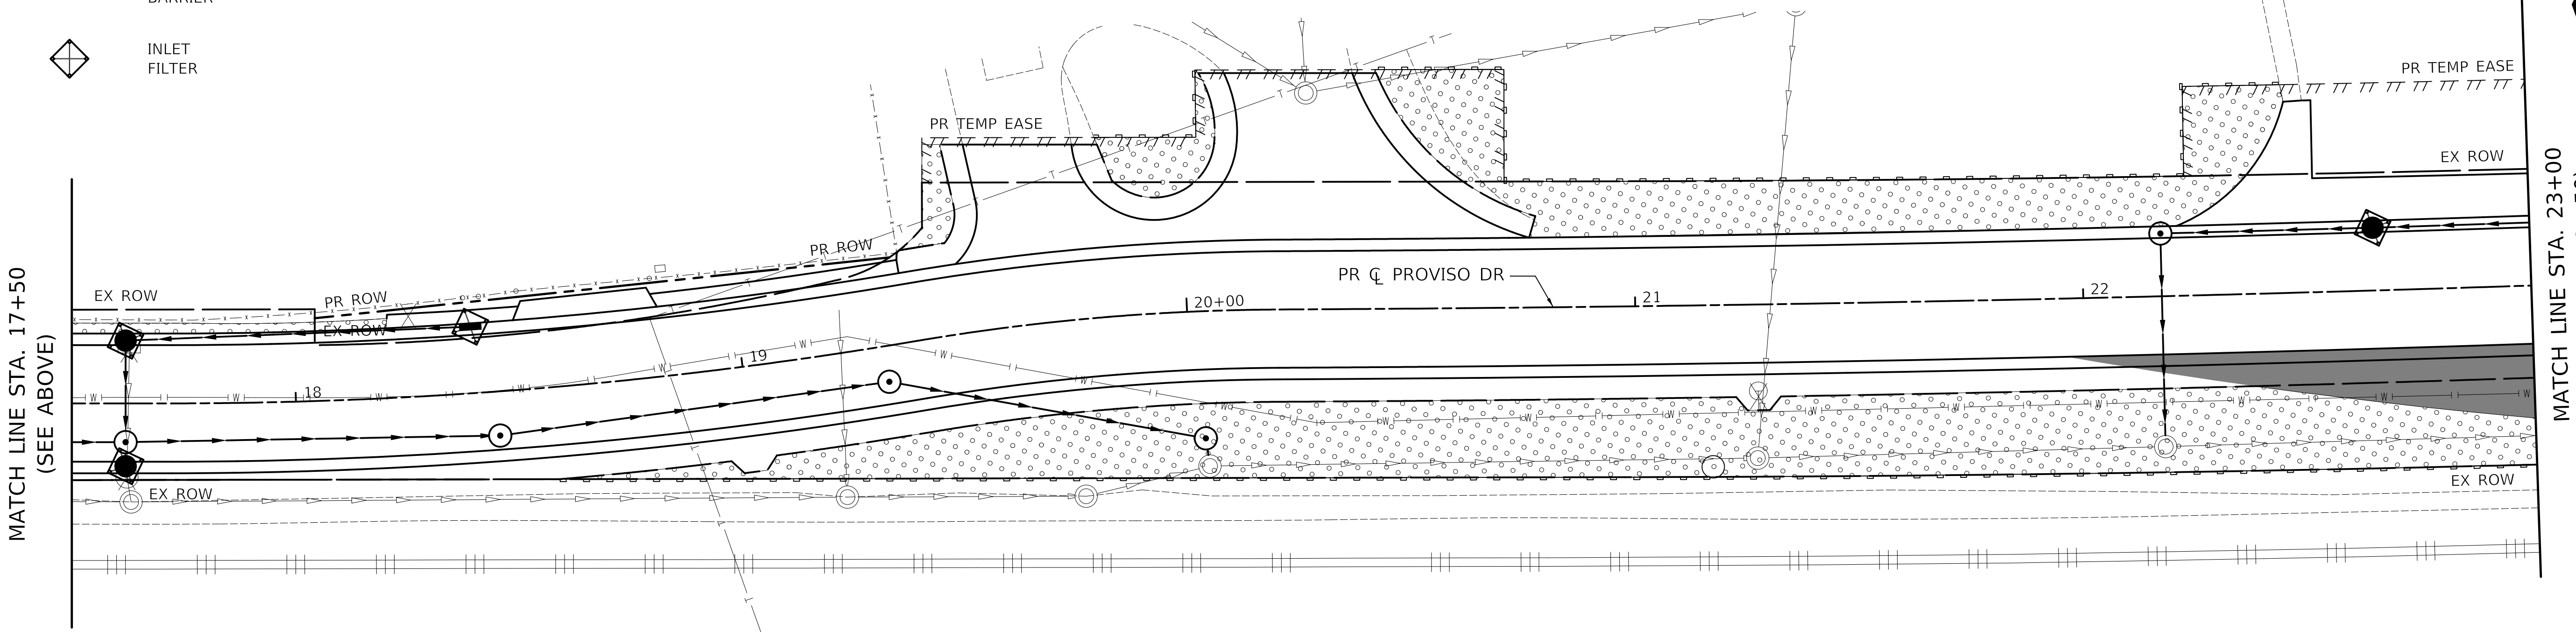 BARRIER
INLET
FILTER
PR TEMP EASE
PR TEMP EASE
EX ROW
PR ROW
EX ROW
PR ROW
EX ROW
PR ℄ PROVISO DR
18
19
20+00
21
22
EX ROW
EX ROW
MATCH LINE STA. 17+50
(SEE ABOVE)
MATCH LINE STA. 23+00